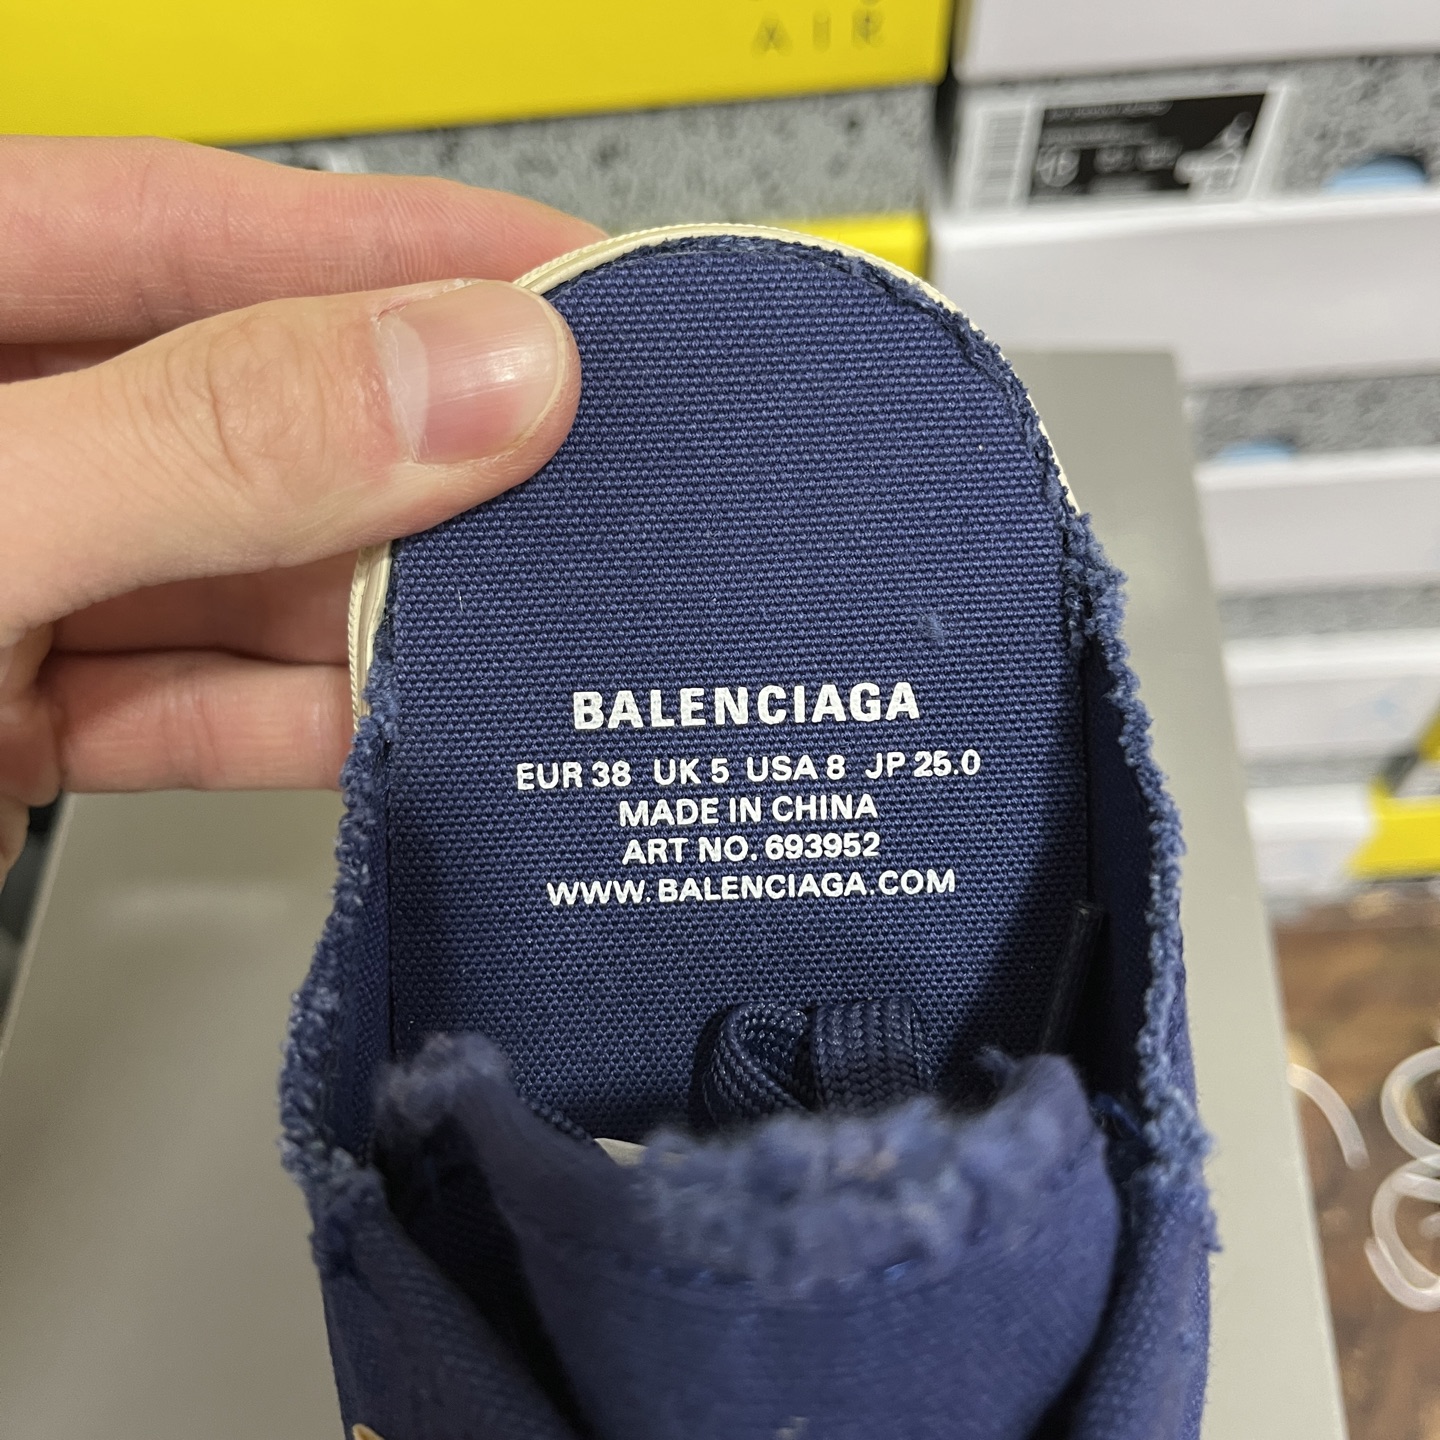 AIR
BALENCIAGA
EUR 38 UK 5 USA 8 JP 25.0
MADE IN CHINA
ART NO. 693952
WWW.BALENCIAGA.COM